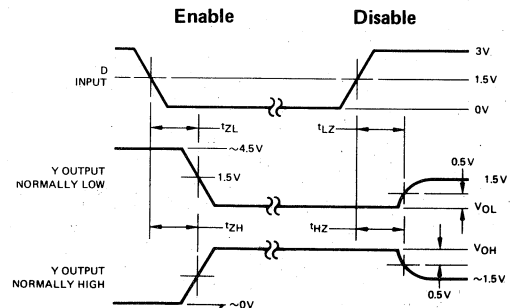 Enable Disable
3V
D
INPUT
1.5V
0V
tZL
tLZ
~4.5V
0.5V
1.5V
1.5V
Y OUTPUT
NORMALLY LOW
VOL
tZH
tHZ
VOH
Y OUTPUT
NORMALLY HIGH
~1.5V
0.5V
~0V